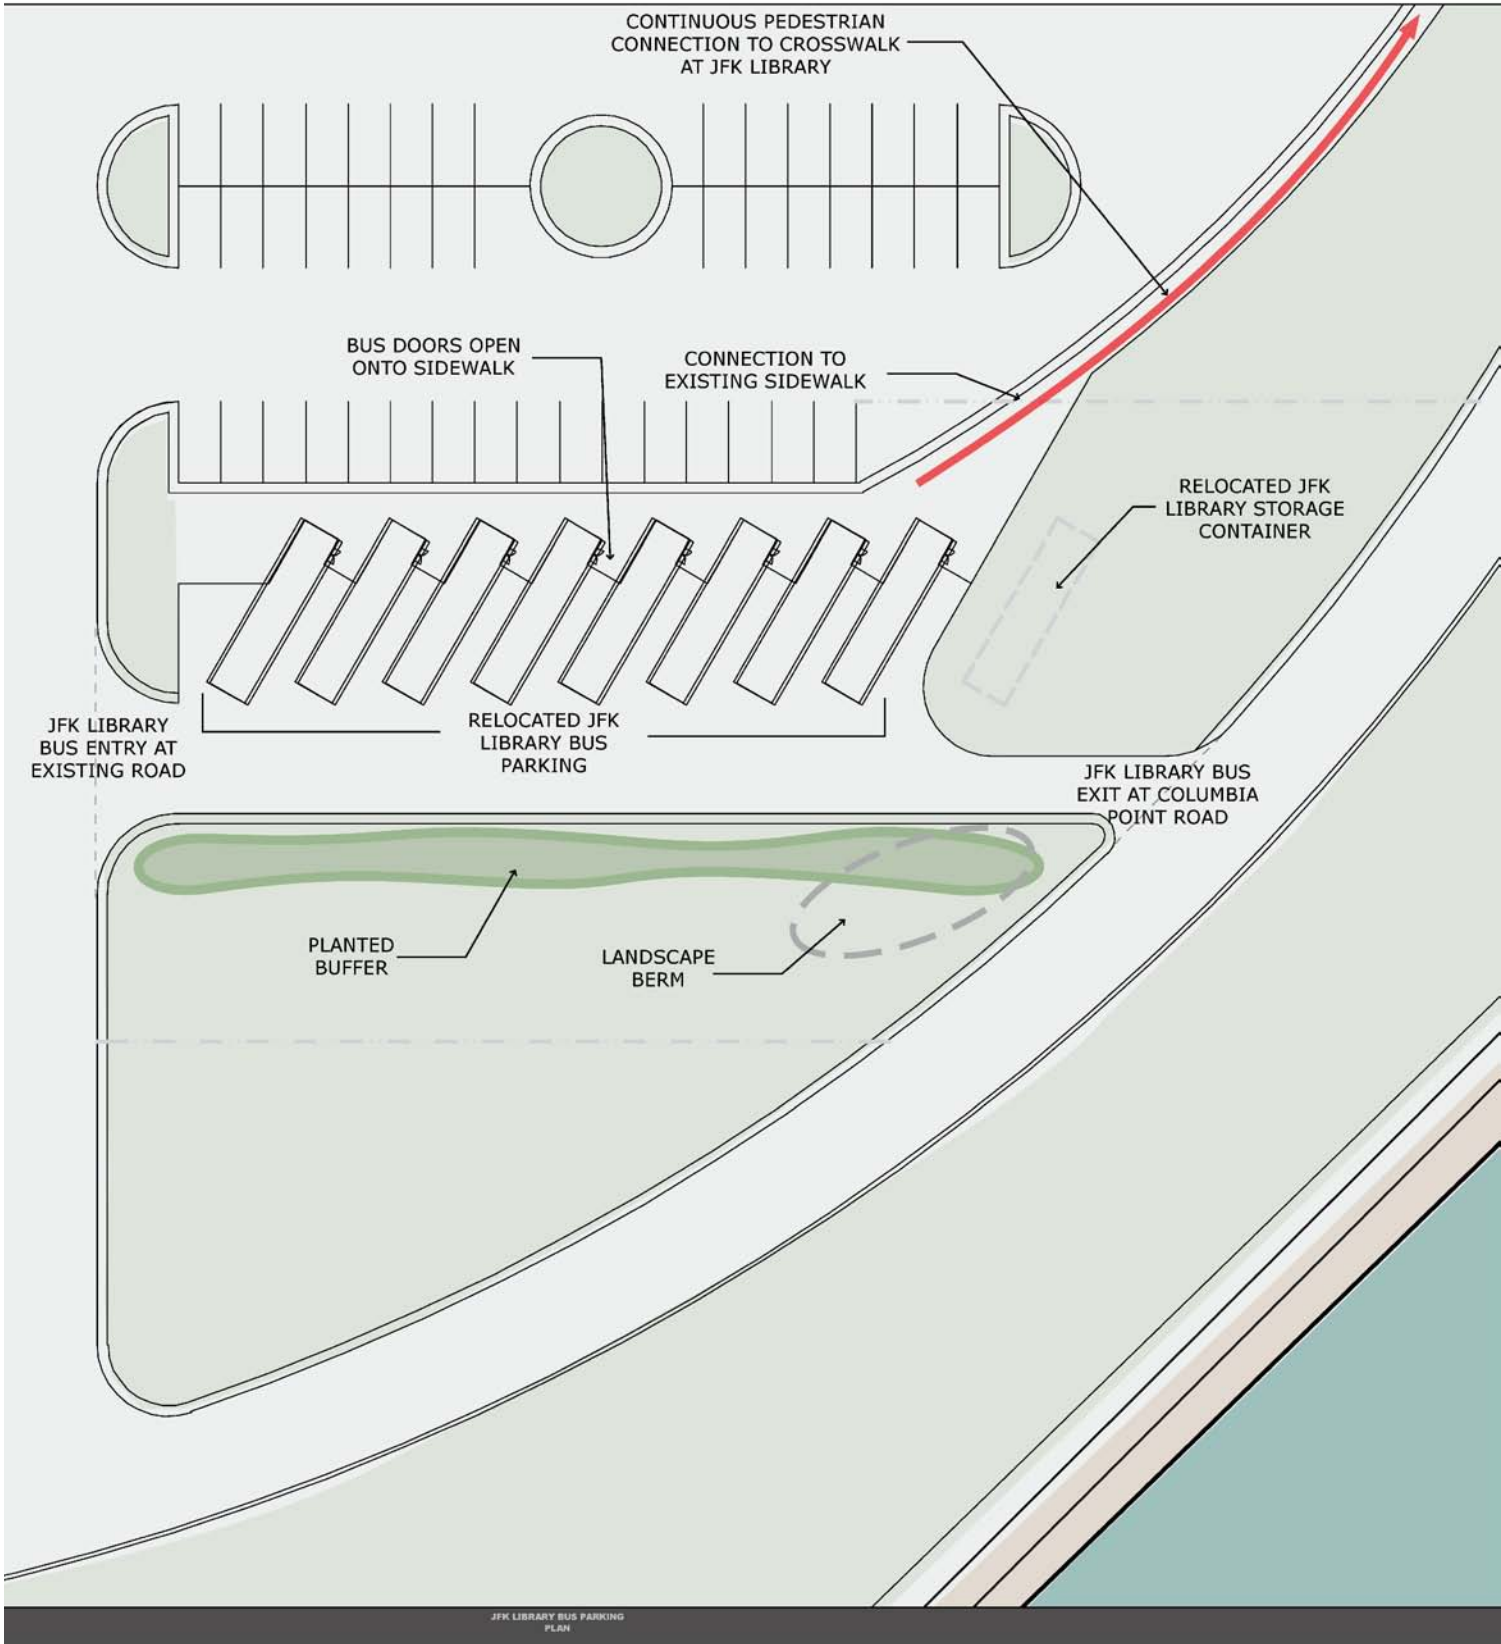 CONTINUOUS PEDESTRIAN
CONNECTION TO CROSSWALK
AT JFK LIBRARY
BUS DOORS OPEN
ONTO SIDEWALK
CONNECTION TO
EXISTING SIDEWALK
RELOCATED JFK
LIBRARY STORAGE
CONTAINER
JFK LIBRARY
BUS ENTRY AT
EXISTING ROAD
RELOCATED JFK
LIBRARY BUS
PARKING
JFK LIBRARY BUS
EXIT AT COLUMBIA
POINT ROAD
PLANTED
BUFFER
LANDSCAPE
BERM
JFK LIBRARY BUS PARKING
PLAN